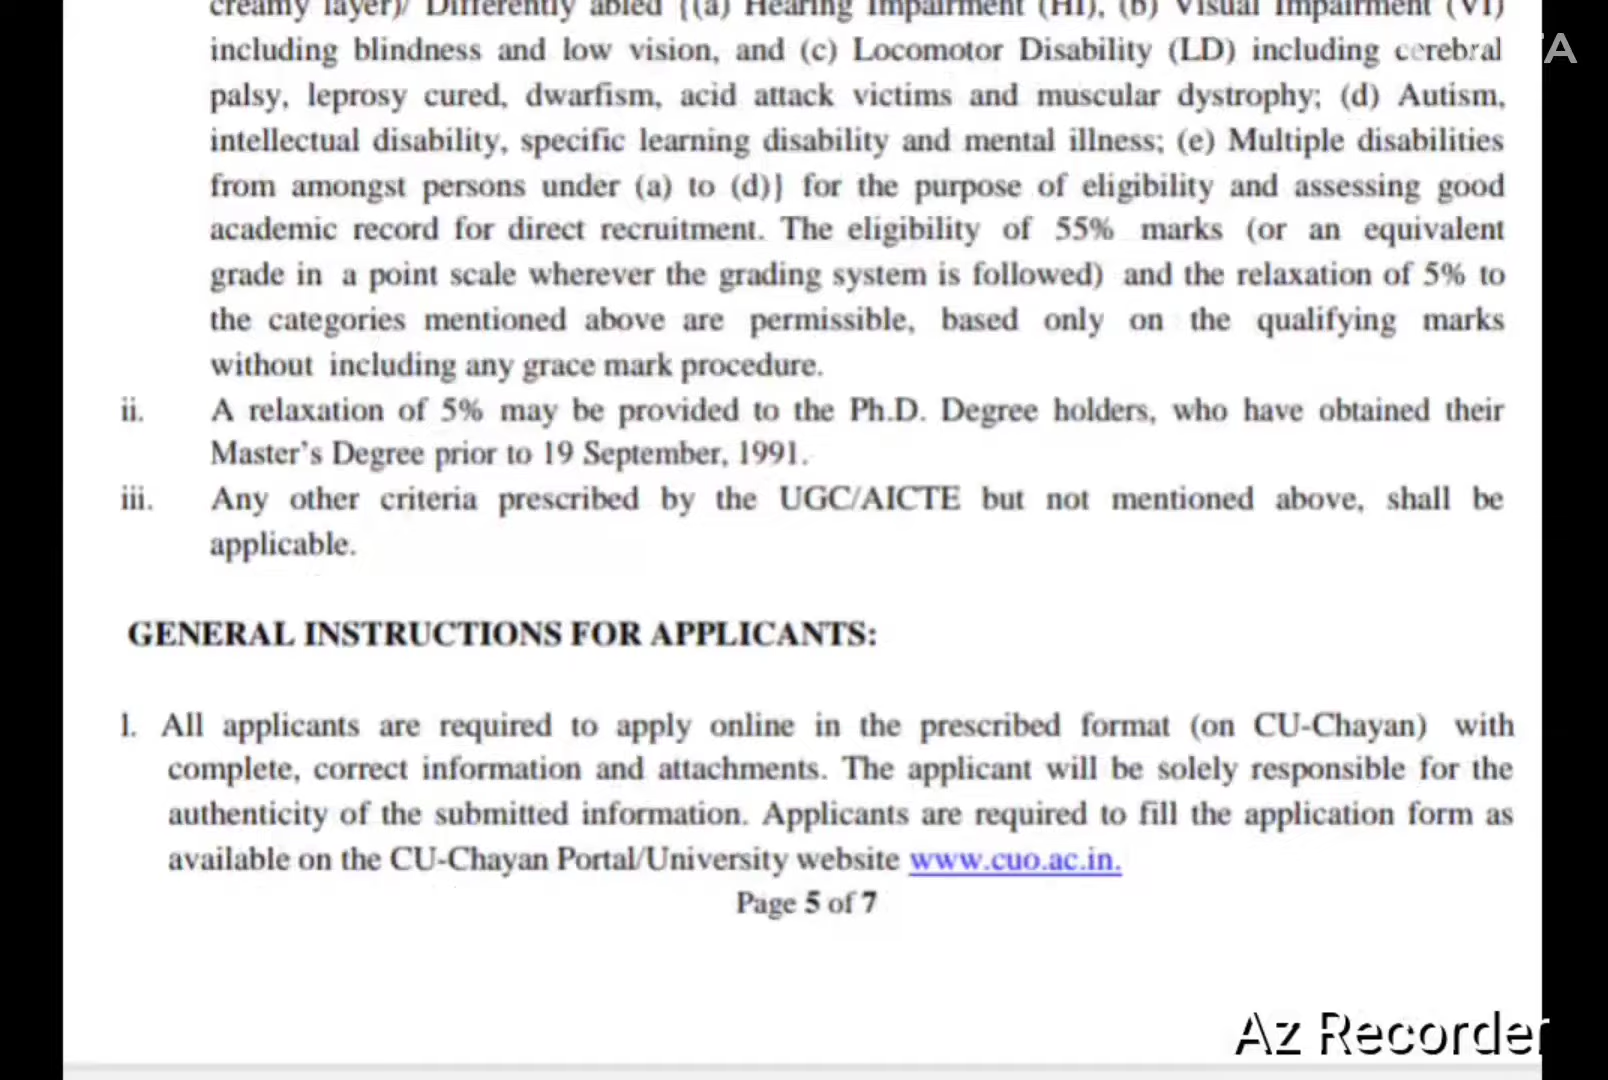 creamy layer)/ Differently abled {(a) Hearing Impairment (HI), (b) Visual Impairment (VI)
including blindness and low vision, and (c) Locomotor Disability (LD) including cerebral
palsy, leprosy cured, dwarfism, acid attack victims and muscular dystrophy; (d) Autism,
intellectual disability, specific learning disability and mental illness; (e) Multiple disabilities
from amongst persons under (a) to (d)} for the purpose of eligibility and assessing good
academic record for direct recruitment. The eligibility of 55% marks (or an equivalent
grade in a point scale wherever the grading system is followed) and the relaxation of 5% to
the categories mentioned above are permissible, based only on the qualifying marks
without including any grace mark procedure.
ii. A relaxation of 5% may be provided to the Ph.D. Degree holders, who have obtained their
Master's Degree prior to 19 September, 1991.
iii. Any other criteria prescribed by the UGC/AICTE but not mentioned above, shall be
applicable.
GENERAL INSTRUCTIONS FOR APPLICANTS:
1. All applicants are required to apply online in the prescribed format (on CU-Chayan) with
complete, correct information and attachments. The applicant will be solely responsible for the
authenticity of the submitted information. Applicants are required to fill the application form as
available on the CU-Chayan Portal/University website www.cuo.ac.in.
Page 5 of 7
Az Recorder